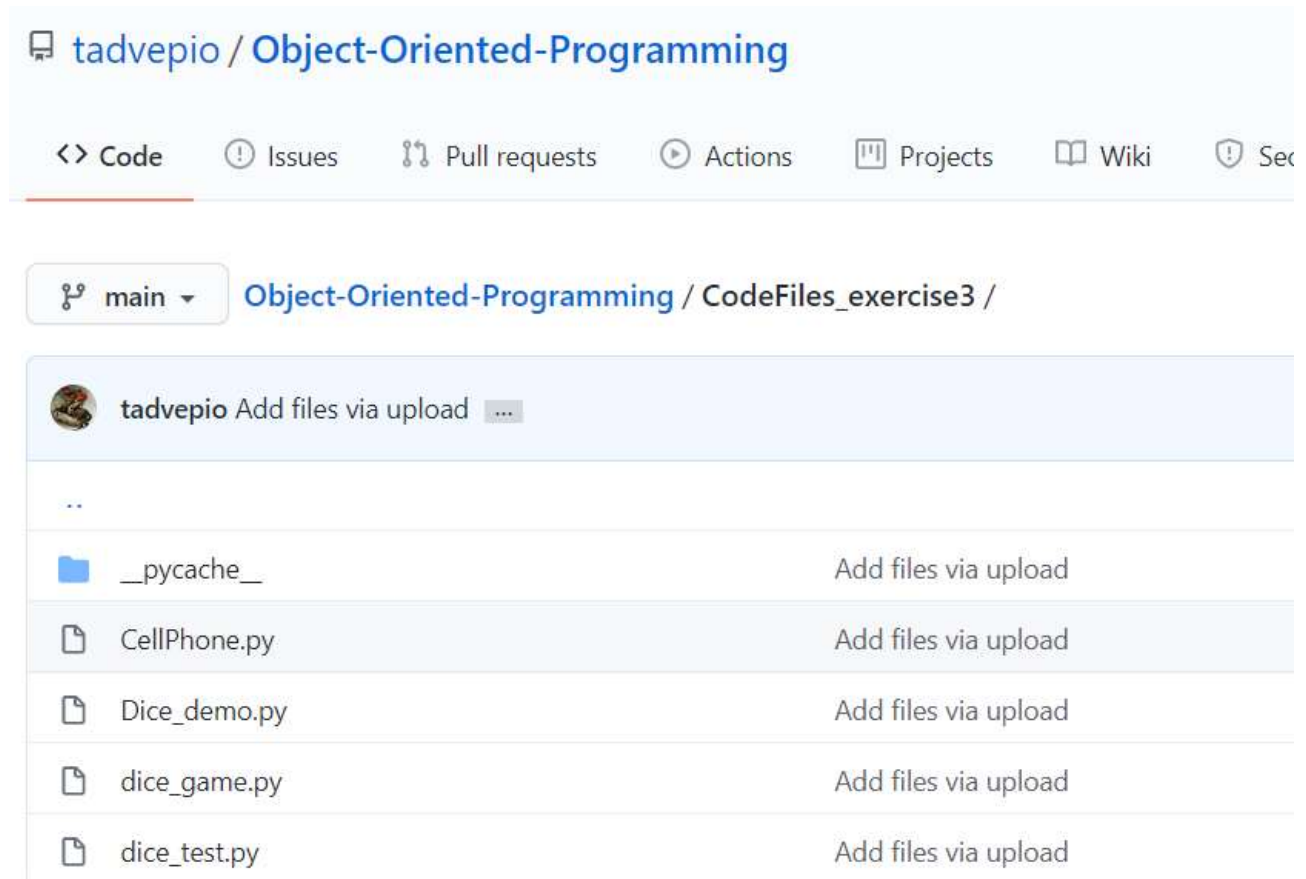 tadvepio / Object-Oriented-Programming
<> Code Issues Pull requests Actions Projects Wiki Sec
main Object-Oriented-Programming / CodeFiles_exercise3 /
tadvepio Add files via upload ...
..
__pycache__ Add files via upload
CellPhone.py Add files via upload
Dice_demo.py Add files via upload
dice_game.py Add files via upload
dice_test.py Add files via upload